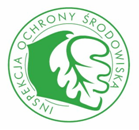 INSPEKCJA OCHRONY ŚRODOWISKA